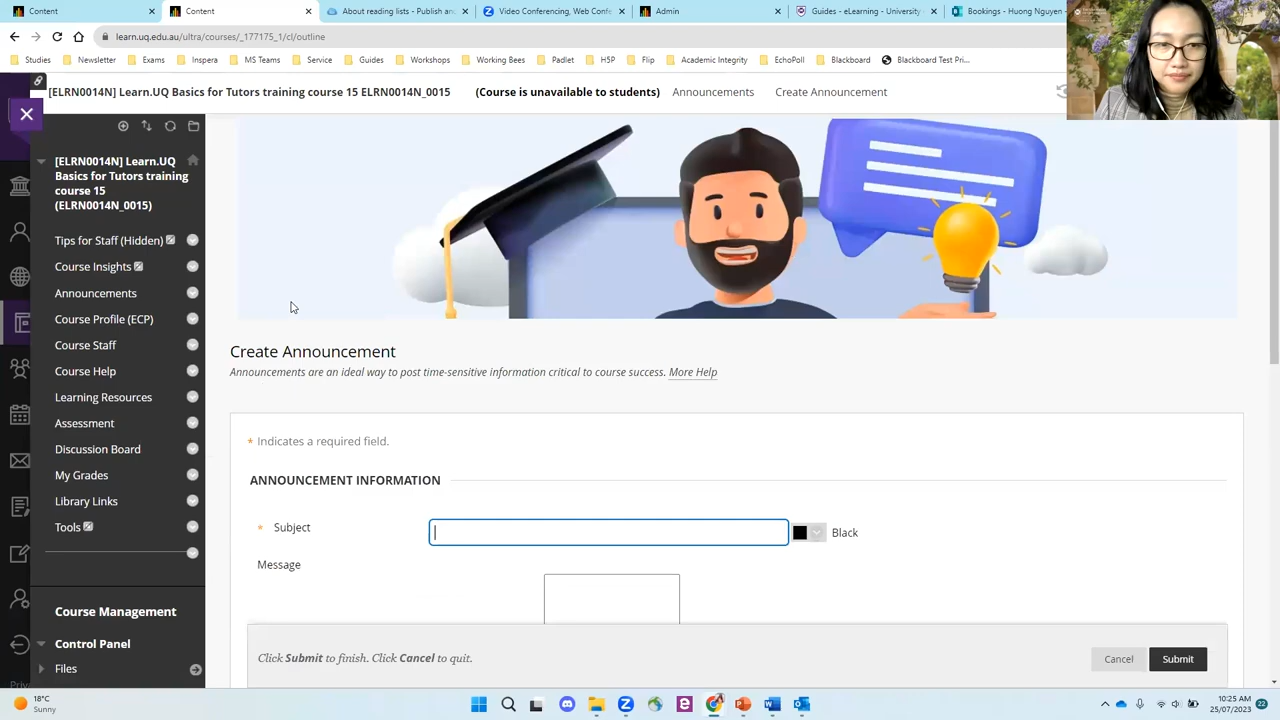 Content
Content
About reading lists - Publish an
Video Conferencing, Web Conf
Admin
Guides - eLearning - University
Bookings - Huong Nguyen
learn.uq.edu.au/ultra/courses/_177175_1/cl/outline
Studies
Newsletter
Exams
Inspera
MS Teams
Service
Guides
Workshops
Working Bees
Padlet
H5P
Flip
Academic Integrity
EchoPoll
Blackboard
Blackboard Test Pri...
[ELRN0014N] Learn.UQ Basics for Tutors training course 15 ELRN0014N_0015 (Course is unavailable to students) Announcements Create Announcement
[ELRN0014N] Learn.UQ
Basics for Tutors training
course 15
(ELRN0014N_0015)
Tips for Staff (Hidden)
Course Insights
Announcements
Course Profile (ECP)
Course Staff
Course Help
Learning Resources
Assessment
Discussion Board
My Grades
Library Links
Tools
Course Management
Control Panel
Files
Create Announcement
Announcements are an ideal way to post time-sensitive information critical to course success. More Help
* Indicates a required field.
ANNOUNCEMENT INFORMATION
* Subject
Black
Message
Click Submit to finish. Click Cancel to quit.
Cancel
Submit
18°C
Sunny
10:25 AM
25/07/2023
22